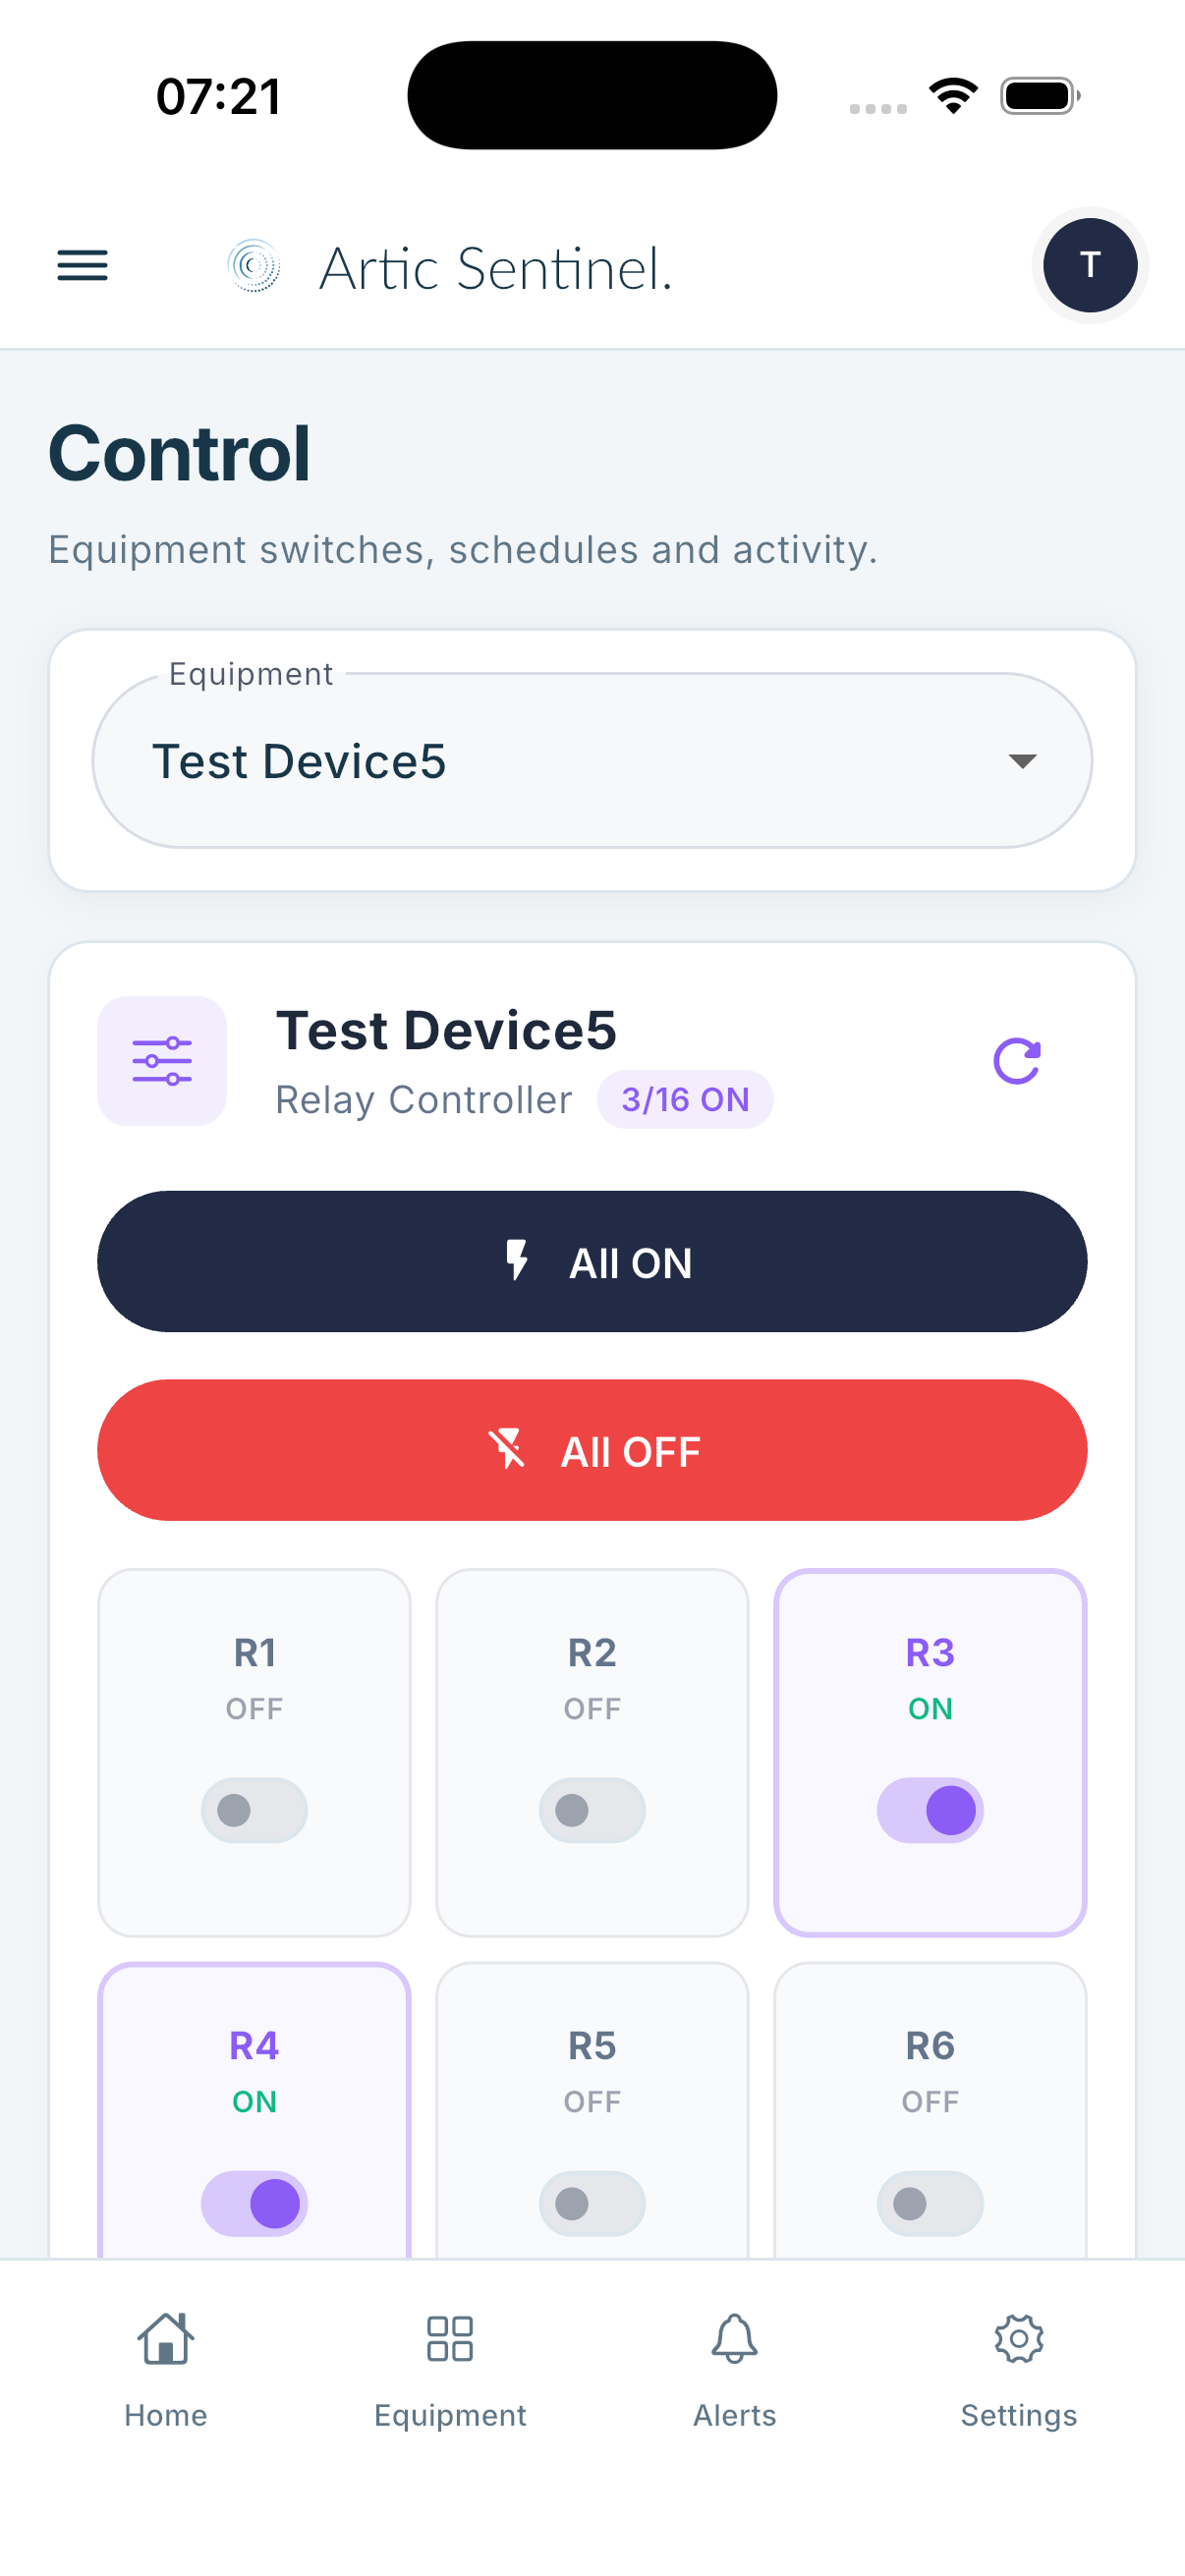 07:21
Artic Sentinel.
T
Control
Equipment switches, schedules and activity.
Equipment
Test Device5
Test Device5
Relay Controller 3/16 ON
All ON
All OFF
R1 R2 R3
OFF OFF ON
R4 R5 R6
ON OFF OFF
Home Equipment Alerts Settings